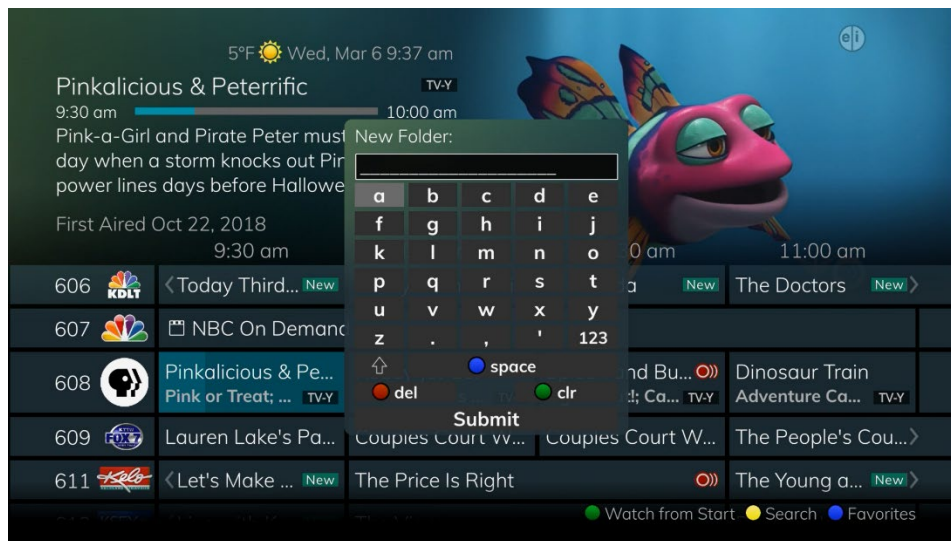 5°F Wed, Mar 6 9:37 am
Pinkalicious & Peterrific TV-Y
9:30 am 10:00 am
Pink-a-Girl and Pirate Peter must
day when a storm knocks out Pin
power lines days before Hallowe
First Aired Oct 22, 2018
eli
New Folder:
a b c d e
f g h i j
k l m n o
p q r s t
u v w x y
z . , ' 123
space
del clr
Submit
9:30 am 0 am 11:00 am
606 KDLT Today Third... New New The Doctors New
607 NBC On Demand
608 Pinkalicious & Pe... nd Bu... Dinosaur Train
Pink or Treat; ... TV-Y !; Ca... TV-Y Adventure Ca... TV-Y
609 FOX 7 Lauren Lake's Pa... Couples Court W... Couples Court W... The People's Cou...
611 Kelo Let's Make ... New The Price Is Right The Young a... New
Watch from Start Search Favorites